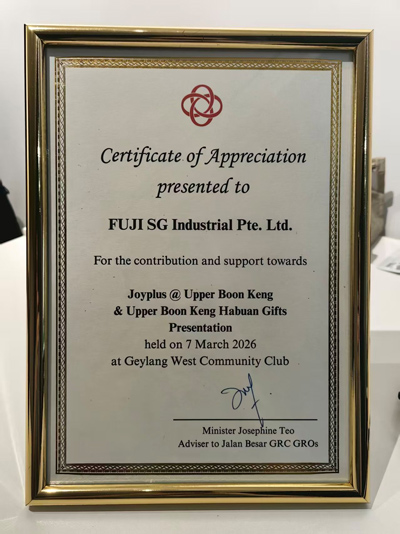 Certificate of Appreciation
presented to
FUJI SG Industrial Pte. Ltd.
For the contribution and support towards
Joyplus @ Upper Boon Keng
& Upper Boon Keng Habuan Gifts
Presentation
held on 7 March 2026
at Geylang West Community Club
Minister Josephine Teo
Adviser to Jalan Besar GRC GROs